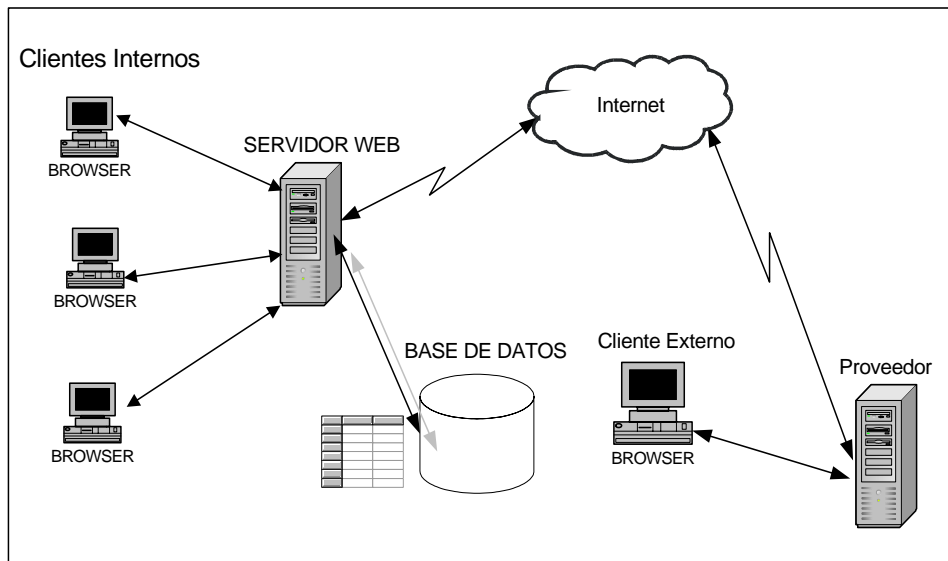 Clientes Internos
BROWSER
SERVIDOR WEB
Internet
BROWSER
BROWSER
BASE DE DATOS
Cliente Externo
BROWSER
Proveedor